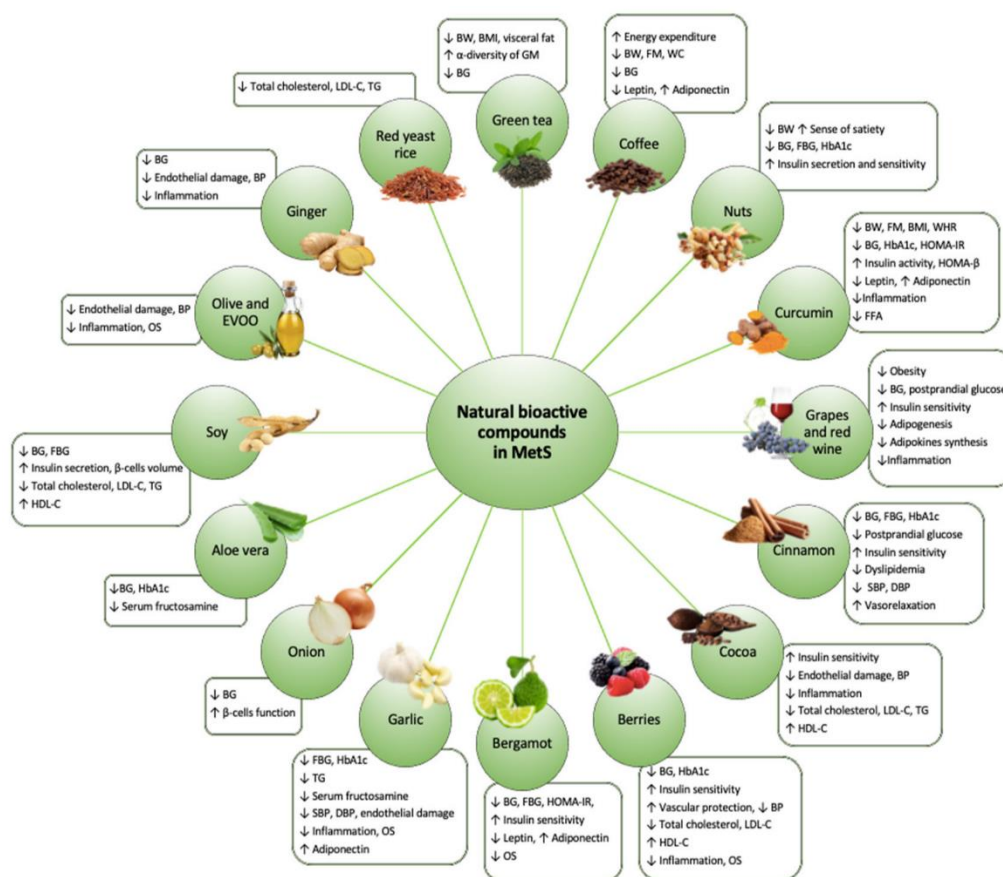 ↓ BW, BMI, visceral fat
↑ α-diversity of GM
↓ BG
Green tea
↑ Energy expenditure
↓ BW, FM, WC
↓ BG
↓ Leptin, ↑ Adiponectin
Coffee
↓ BW ↑ Sense of satiety
↓ BG, FBG, HbA1c
↑ Insulin secretion and sensitivity
Nuts
↓ BW, FM, BMI, WHR
↓ BG, HbA1c, HOMA-IR
↑ Insulin activity, HOMA-β
↓ Leptin, ↑ Adiponectin
↓Inflammation
↓ FFA
Curcumin
↓ Obesity
↓ BG, postprandial glucose
↑ Insulin sensitivity
↓ Adipogenesis
↓ Adipokines synthesis
↓Inflammation
Grapes
and red
wine
↓ BG, FBG, HbA1c
↓ Postprandial glucose
↑ Insulin sensitivity
↓ Dyslipidemia
↓ SBP, DBP
↑ Vasorelaxation
Cinnamon
↑ Insulin sensitivity
↓ Endothelial damage, BP
↓ Inflammation
↓ Total cholesterol, LDL-C, TG
↑ HDL-C
Cocoa
Berries
↓ BG, HbA1c
↑ Insulin sensitivity
↑ Vascular protection, ↓ BP
↓ Total cholesterol, LDL-C
↑ HDL-C
↓ Inflammation, OS
Bergamot
↓ BG, FBG, HOMA-IR,
↑ Insulin sensitivity
↓ Leptin, ↑ Adiponectin
↓ OS
Garlic
↓ FBG, HbA1c
↓ TG
↓ Serum fructosamine
↓ SBP, DBP, endothelial damage
↓ Inflammation, OS
↑ Adiponectin
Onion
↓ BG
↑ β-cells function
Aloe vera
↓BG, HbA1c
↓ Serum fructosamine
Soy
↓ BG, FBG
↑ Insulin secretion, β-cells volume
↓ Total cholesterol, LDL-C, TG
↑ HDL-C
Olive and
EVOO
↓ Endothelial damage, BP
↓ Inflammation, OS
Ginger
↓ BG
↓ Endothelial damage, BP
↓ Inflammation
Red yeast
rice
↓ Total cholesterol, LDL-C, TG
Natural bioactive
compounds
in MetS